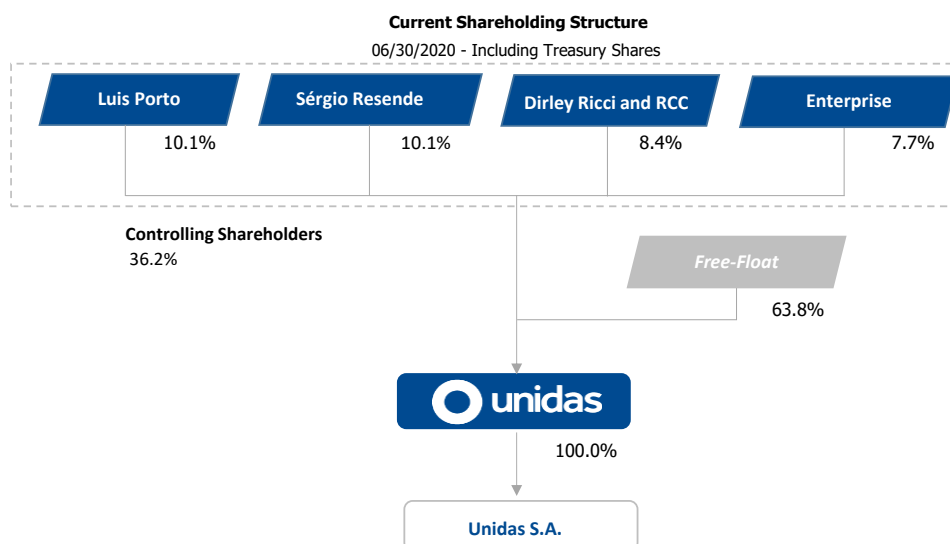 Current Shareholding Structure
06/30/2020 - Including Treasury Shares
Luis Porto
Sérgio Resende
Dirley Ricci and RCC
Enterprise
10.1%
10.1%
8.4%
7.7%
Controlling Shareholders
36.2%
Free-Float
63.8%
unidas
100.0%
Unidas S.A.